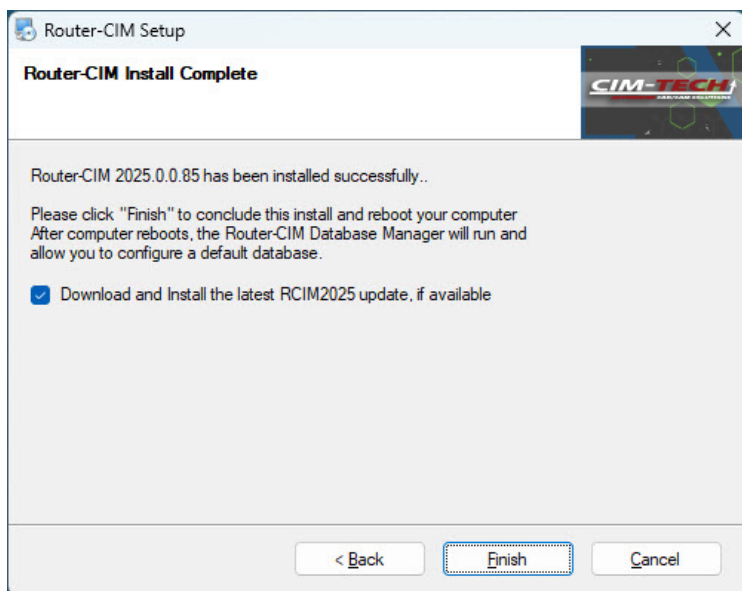 Router-CIM Setup
Router-CIM Install Complete
CIM-TECH
Router-CIM 2025.0.0.85 has been installed successfully..
Please click "Finish" to conclude this install and reboot your computer
After computer reboots, the Router-CIM Database Manager will run and
allow you to configure a default database.
Download and Install the latest RCIM2025 update, if available
< Back
Finish
Cancel